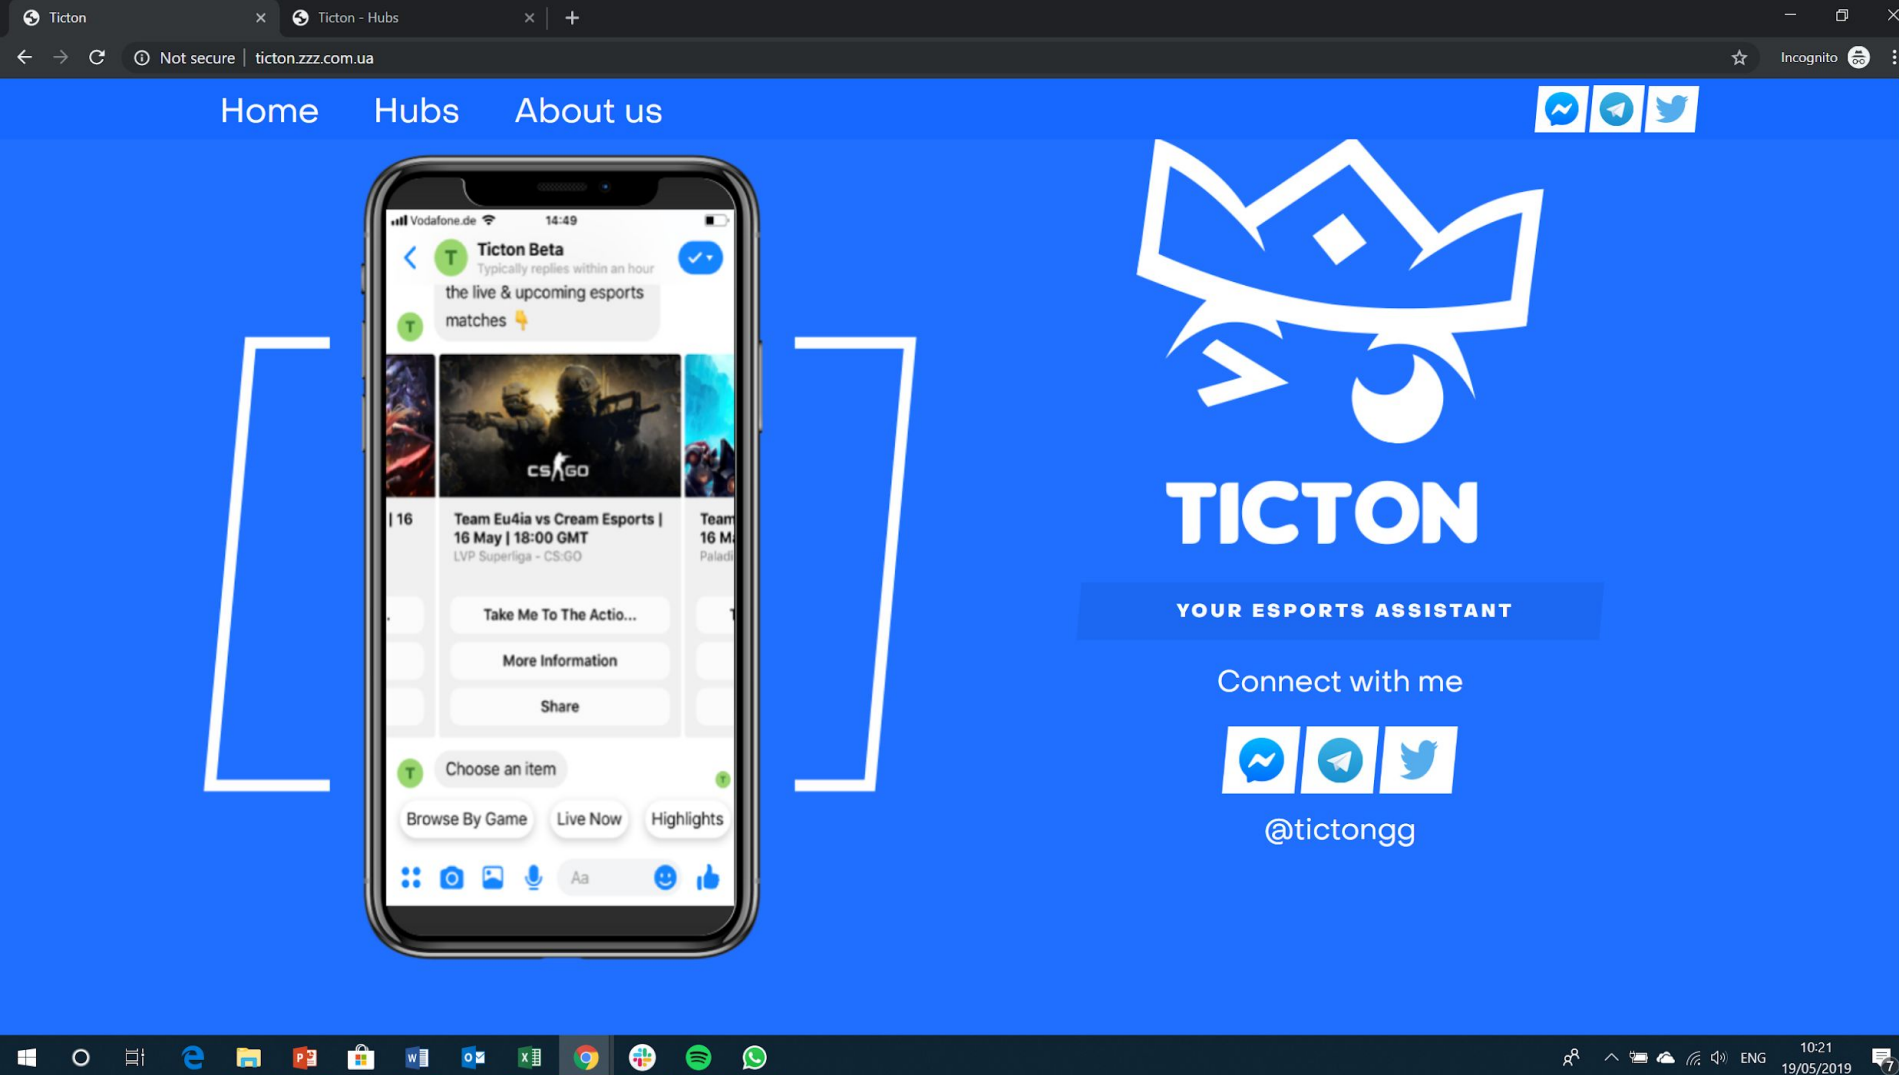 Ticton
Ticton - Hubs
Not secure
ticton.zzz.com.ua
Incognito
Home
Hubs
About us
Vodafone.de
14:49
T
Ticton Beta
Typically replies within an hour
the live & upcoming esports
matches
T
CS GO
| 16
Team Eu4ia vs Cream Esports |
16 May | 18:00 GMT
LVP Superliga - CS:GO
Team
16 M
Paladi
Take Me To The Actio...
More Information
Share
T
Choose an item
T
Browse By Game
Live Now
Highlights
Aa
TICTON
YOUR ESPORTS ASSISTANT
Connect with me
@tictongg
ENG
10:21
19/05/2019
7